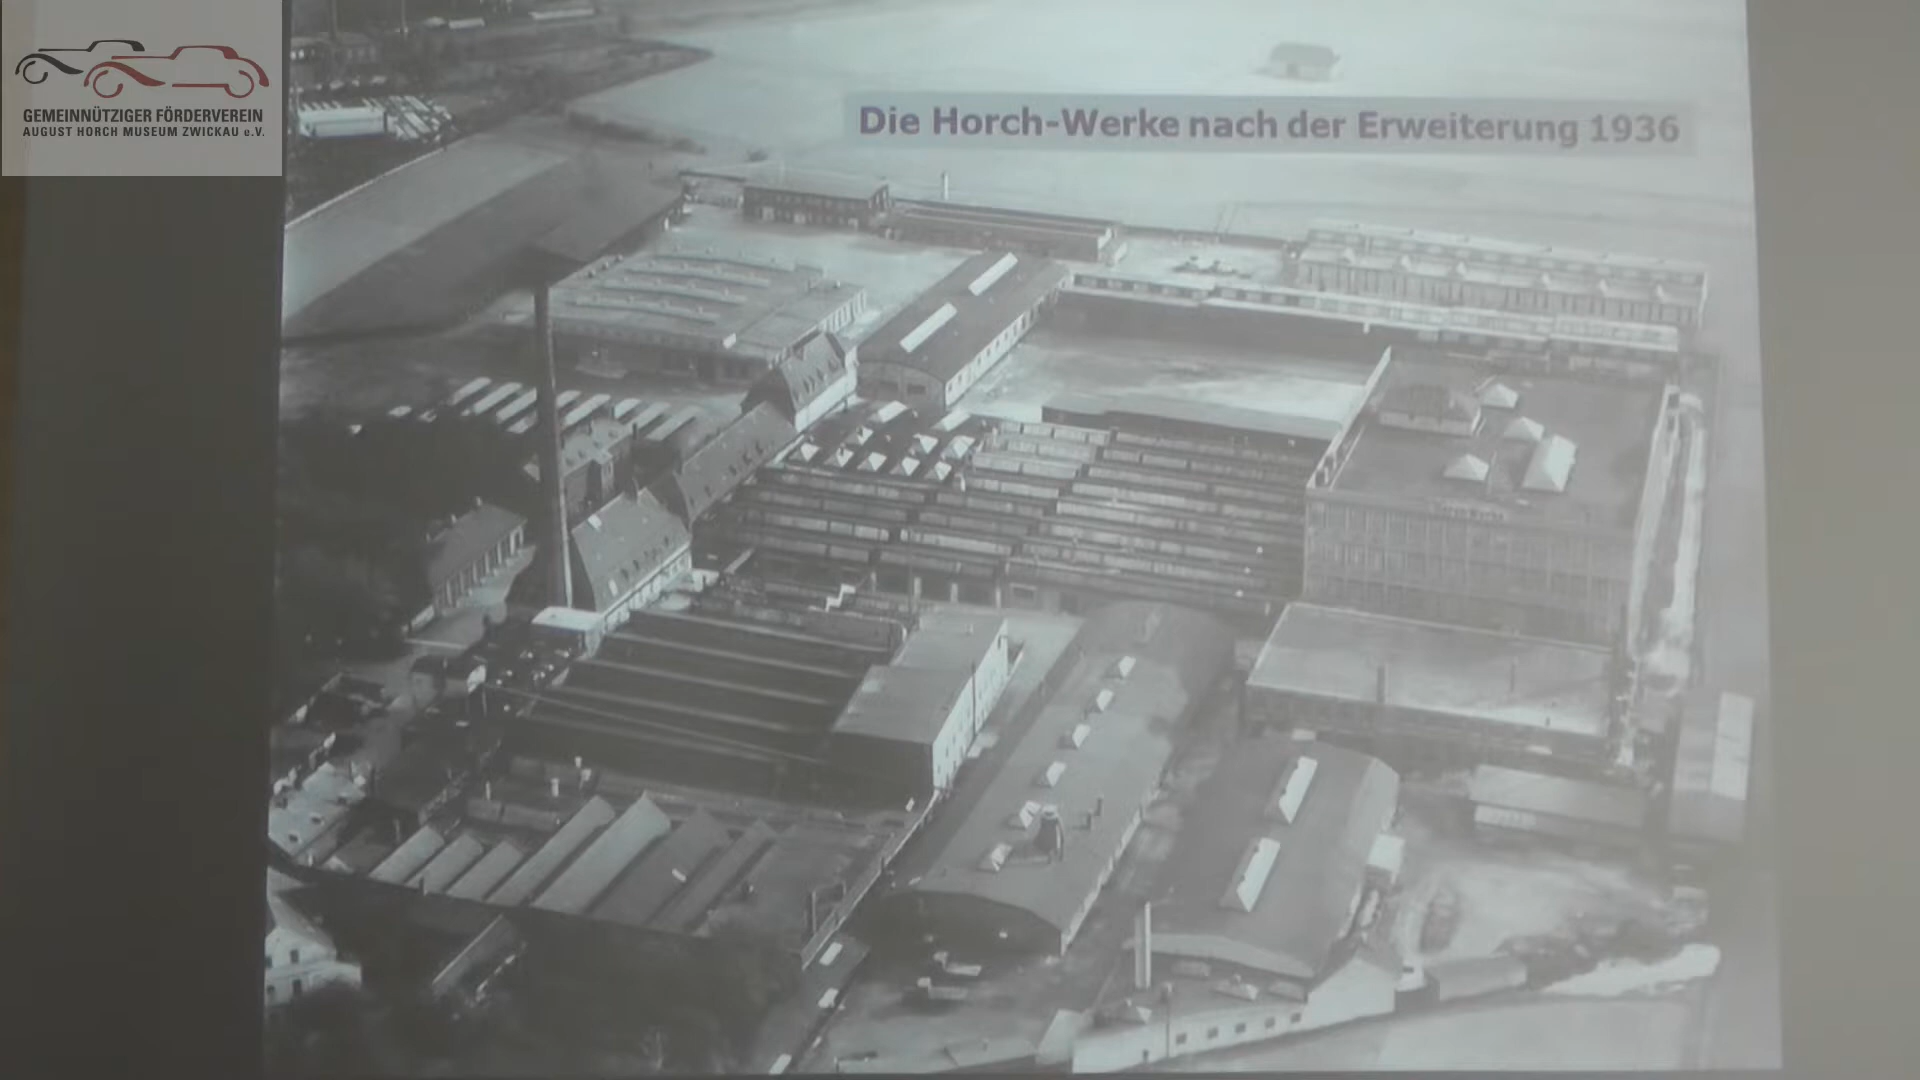 GEMEINNÜTZIGER FÖRDERVEREIN
AUGUST HORCH MUSEUM ZWICKAU e.V.
Die Horch-Werke nach der Erweiterung 1936